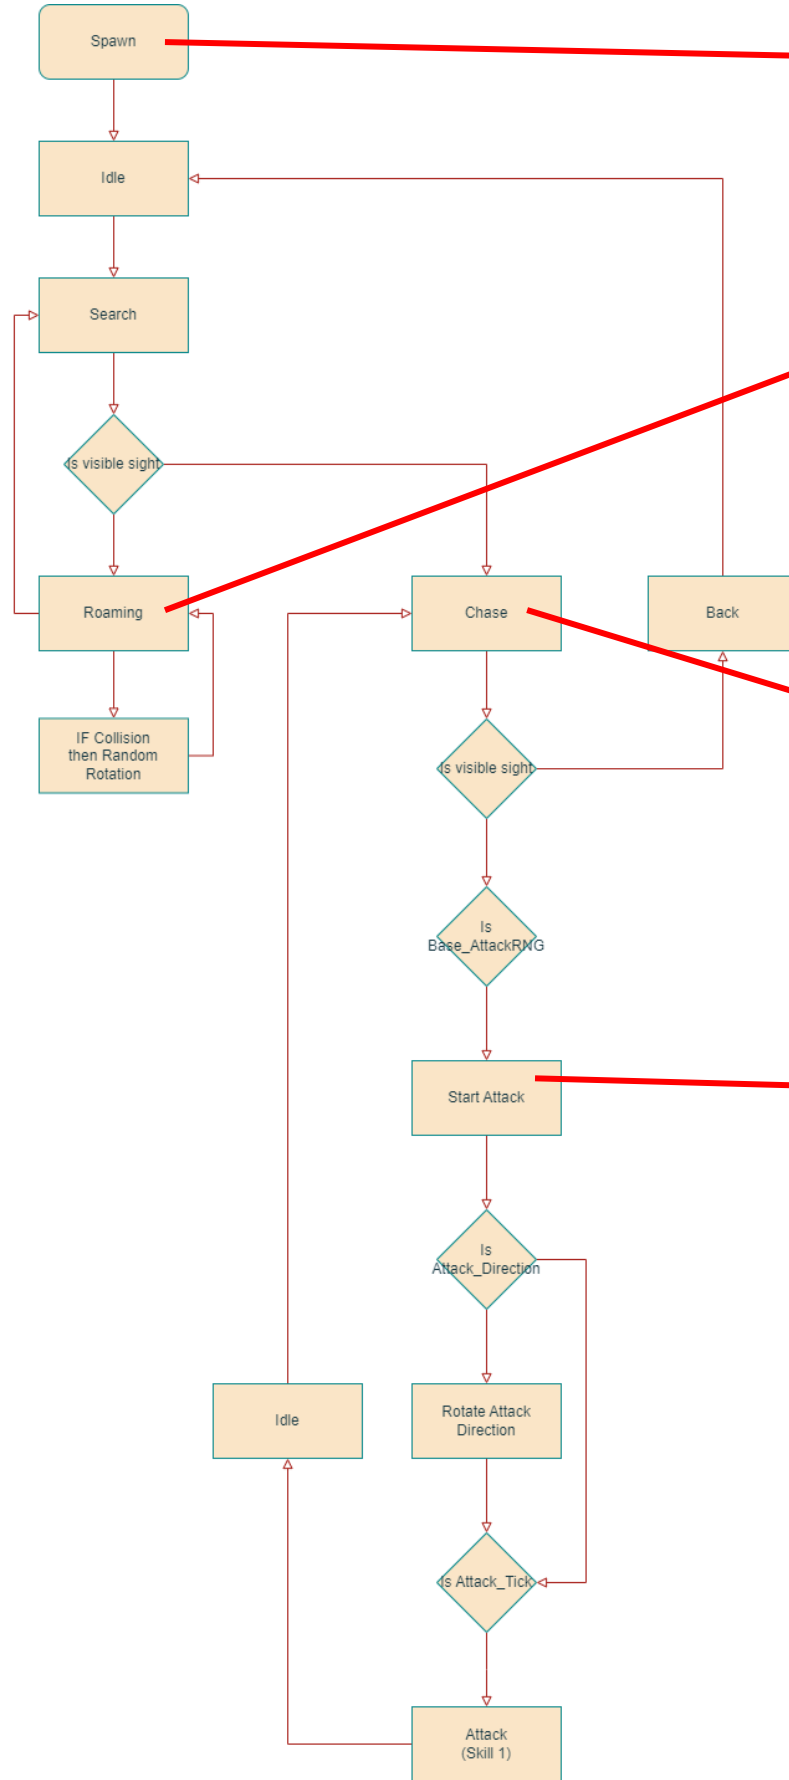 Spawn
Idle
Search
Is visible sight
Roaming
Chase
Back
IF Collision
then Random
Rotation
Is visible sight
Is
Base_AttackRNG
Start Attack
Is
Attack_Direction
Idle
Rotate Attack
Direction
Is Attack_Tick
Attack
(Skill 1)